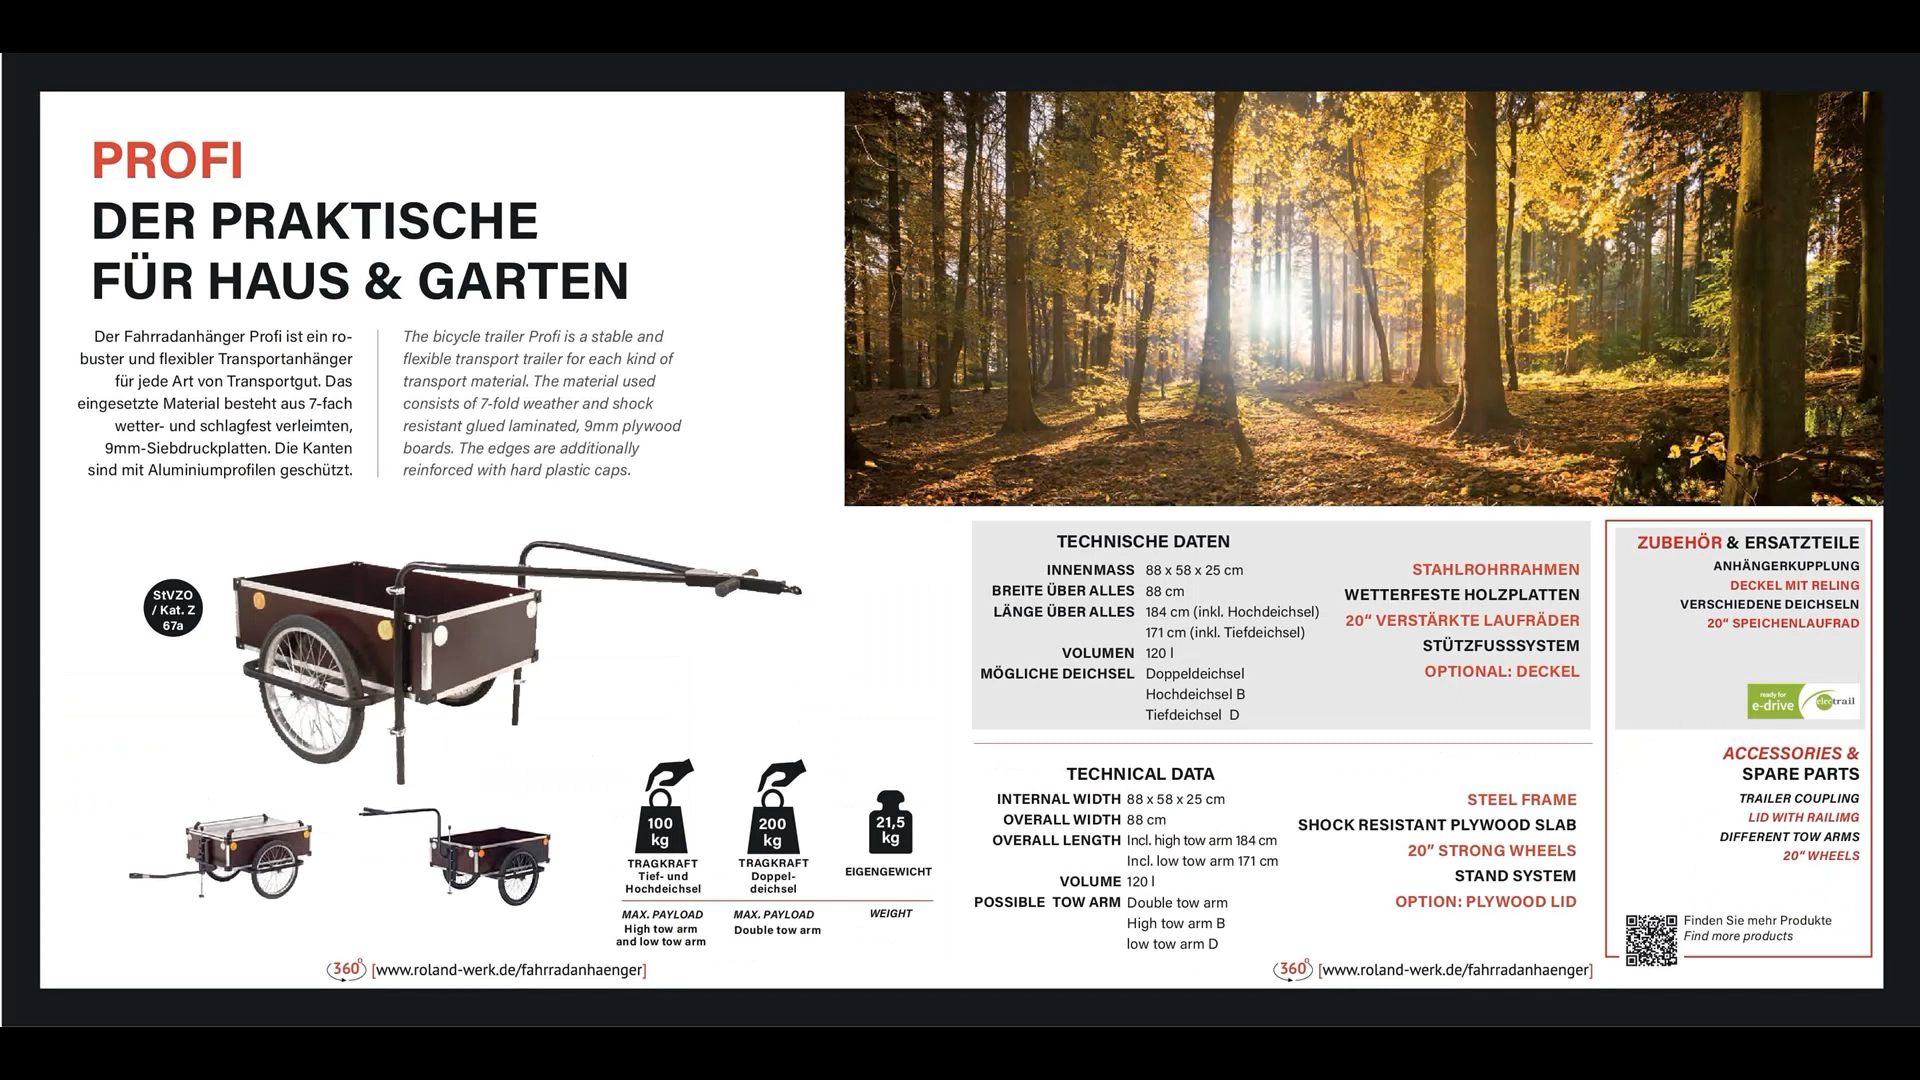 PROFI
DER PRAKTISCHE
FÜR HAUS & GARTEN
Der Fahrradanhänger Profi ist ein ro-
buster und flexibler Transportanhänger
für jede Art von Transportgut. Das
eingesetzte Material besteht aus 7-fach
wetter- und schlagfest verleimten,
9mm-Siebdruckplatten. Die Kanten
sind mit Aluminiumprofilen geschützt.
The bicycle trailer Profi is a stable and
flexible transport trailer for each kind of
transport material. The material used
consists of 7-fold weather and shock
resistant glued laminated, 9mm plywood
boards. The edges are additionally
reinforced with hard plastic caps.
StVZO
/ Kat. Z
67a
100
kg
TRAGKRAFT
Tief- und
Hochdeichsel
MAX. PAYLOAD
High tow arm
and low tow arm
200
kg
TRAGKRAFT
Doppel-
deichsel
MAX. PAYLOAD
Double tow arm
21,5
kg
EIGENGEWICHT
WEIGHT
360° [www.roland-werk.de/fahrradanhaenger]
TECHNISCHE DATEN
INNENMASS 88 x 58 x 25 cm
BREITE ÜBER ALLES 88 cm
LÄNGE ÜBER ALLES 184 cm (inkl. Hochdeichsel)
171 cm (inkl. Tiefdeichsel)
VOLUMEN 120 l
MÖGLICHE DEICHSEL Doppeldeichsel
Hochdeichsel B
Tiefdeichsel D
STAHLROHRRAHMEN
WETTERFESTE HOLZPLATTEN
20“ VERSTÄRKTE LAUFRÄDER
STÜTZFUSSSYSTEM
OPTIONAL: DECKEL
TECHNICAL DATA
INTERNAL WIDTH 88 x 58 x 25 cm
OVERALL WIDTH 88 cm
OVERALL LENGTH Incl. high tow arm 184 cm
Incl. low tow arm 171 cm
VOLUME 120 l
POSSIBLE TOW ARM Double tow arm
High tow arm B
low tow arm D
STEEL FRAME
SHOCK RESISTANT PLYWOOD SLAB
20” STRONG WHEELS
STAND SYSTEM
OPTION: PLYWOOD LID
360° [www.roland-werk.de/fahrradanhaenger]
ZUBEHÖR & ERSATZTEILE
ANHÄNGERKUPPLUNG
DECKEL MIT RELING
VERSCHIEDENE DEICHSELN
20“ SPEICHENLAUFRAD
ready for
e-drive
electrail
ACCESSORIES &
SPARE PARTS
TRAILER COUPLING
LID WITH RAILIMG
DIFFERENT TOW ARMS
20” WHEELS
Finden Sie mehr Produkte
Find more products